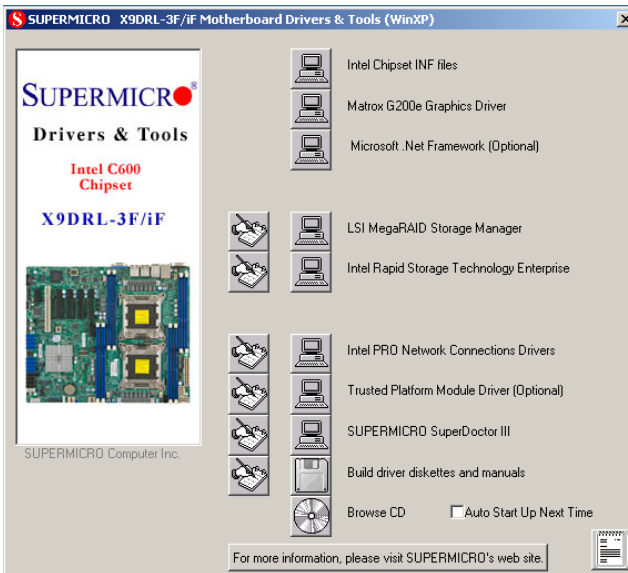 SUPERMICRO X9DRL-3F/iF Motherboard Drivers & Tools (WinXP)
SUPERMICRO
Drivers & Tools
Intel C600
Chipset
X9DRL-3F/iF
SUPERMICRO Computer Inc.
Intel Chipset INF files
Matrox G200e Graphics Driver
Microsoft .Net Framework (Optional)
LSI MegaRAID Storage Manager
Intel Rapid Storage Technology Enterprise
Intel PRO Network Connections Drivers
Trusted Platform Module Driver (Optional)
SUPERMICRO SuperDoctor III
Build driver diskettes and manuals
Browse CD
Auto Start Up Next Time
For more information, please visit SUPERMICRO's web site.